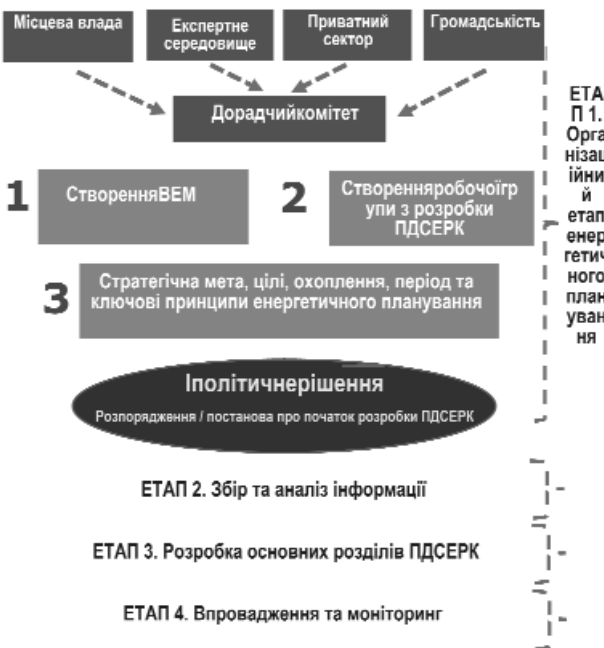 Місцева влада
Експертне
середовище
Приватний
сектор
Громадськість
Дорадчийкомітет
1
СтворенняВЕМ
2
Створенняробочоїгр
упи з розробки
ПДСЕРК
3
Стратегічна мета, цілі, охоплення, період та
ключові принципи енергетичного планування
Іполітичнерішення
Розпорядження / постанова про початок розробки ПДСЕРК
ЕТА
П 1.
Орга
нізац
ійни
й
етап
енер
гетич
ного
план
уван
ня
ЕТАП 2. Збір та аналіз інформації
ЕТАП 3. Розробка основних розділів ПДСЕРК
ЕТАП 4. Впровадження та моніторинг